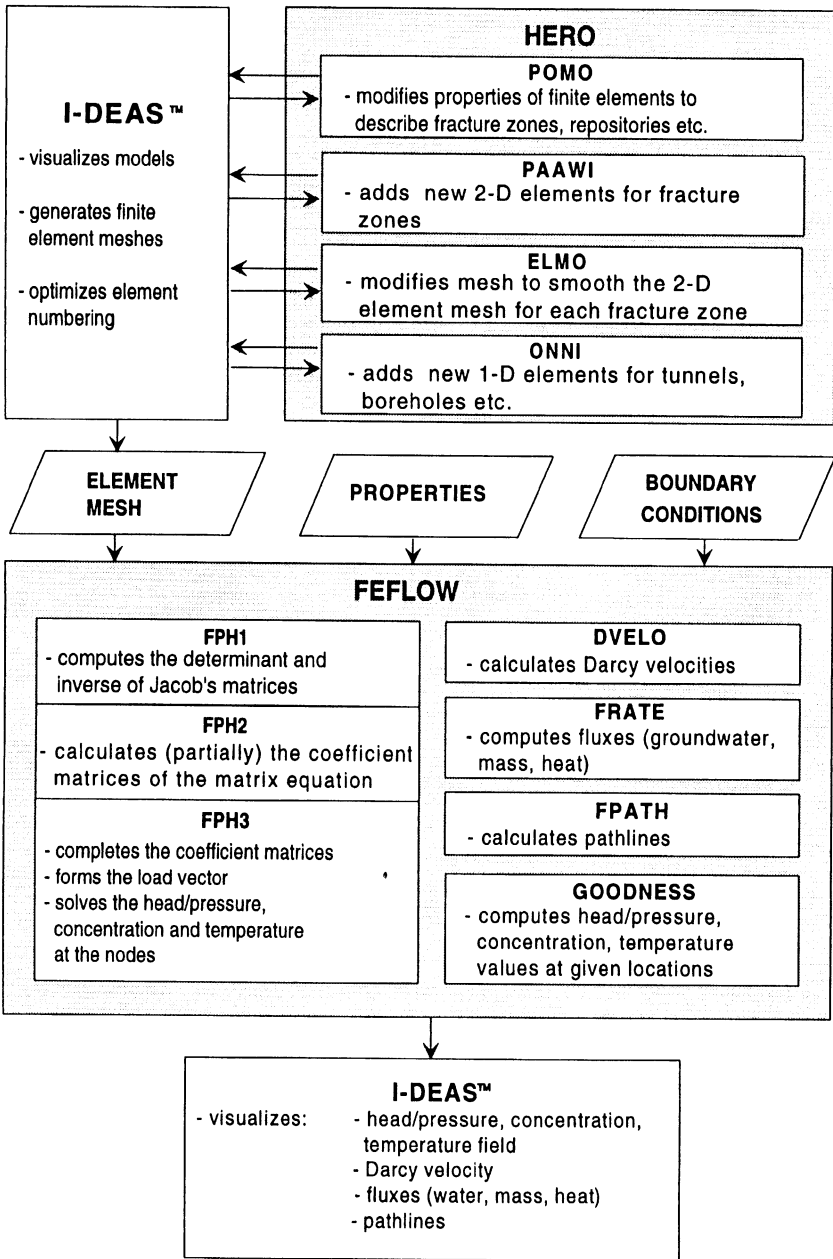 I-DEAS™
- visualizes models
- generates finite
element meshes
- optimizes element
numbering
HERO
POMO
- modifies properties of finite elements to
describe fracture zones, repositories etc.
PAAWI
- adds new 2-D elements for fracture
zones
ELMO
- modifies mesh to smooth the 2-D
element mesh for each fracture zone
ONNI
- adds new 1-D elements for tunnels,
boreholes etc.
ELEMENT
MESH
PROPERTIES
BOUNDARY
CONDITIONS
FEFLOW
FPH1
- computes the determinant and
inverse of Jacob's matrices
FPH2
- calculates (partially) the coefficient
matrices of the matrix equation
FPH3
- completes the coefficient matrices
- forms the load vector
- solves the head/pressure,
concentration and temperature
at the nodes
DVELO
- calculates Darcy velocities
FRATE
- computes fluxes (groundwater,
mass, heat)
FPATH
- calculates pathlines
GOODNESS
- computes head/pressure,
concentration, temperature
values at given locations
I-DEAS™
- visualizes: - head/pressure, concentration,
temperature field
- Darcy velocity
- fluxes (water, mass, heat)
- pathlines